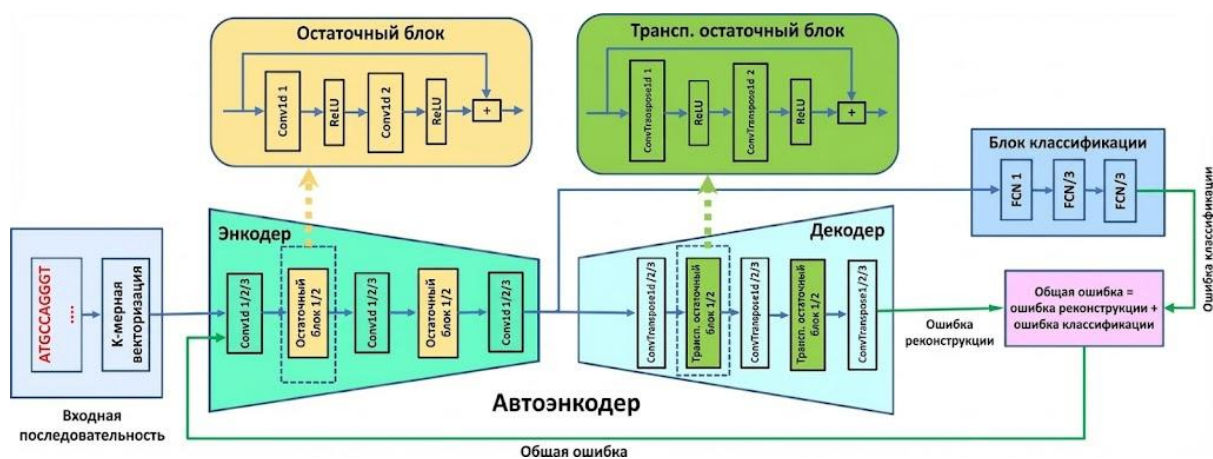 Остаточный блок
Conv1d 1
ReLU
Conv1d 2
ReLU
+
Трансп. остаточный блок
ConvTranspose1d 1
ReLU
ConvTranspose1d 2
ReLU
+
Блок классификации
FCN 1
FCN/3
FCN/3
Ошибка классификации
Энкодер
Conv1d 1/2/3
Остаточный
блок 1/2
Conv1d 1/2/3
Остаточный
блок 1/2
Conv1d 1/2/3
Декодер
ConvTranspose1d/2/3
Трансп. остаточный
блок 1/2
ConvTranspose1d/2/3
Трансп. остаточный
блок 1/2
ConvTranspose1/2/3
ATGCCAGGGT
....
К-мерная
векторизация
Входная
последовательность
Автоэнкодер
Ошибка
реконструкции
Общая ошибка =
ошибка реконструкции +
ошибка классификации
Общая ошибка